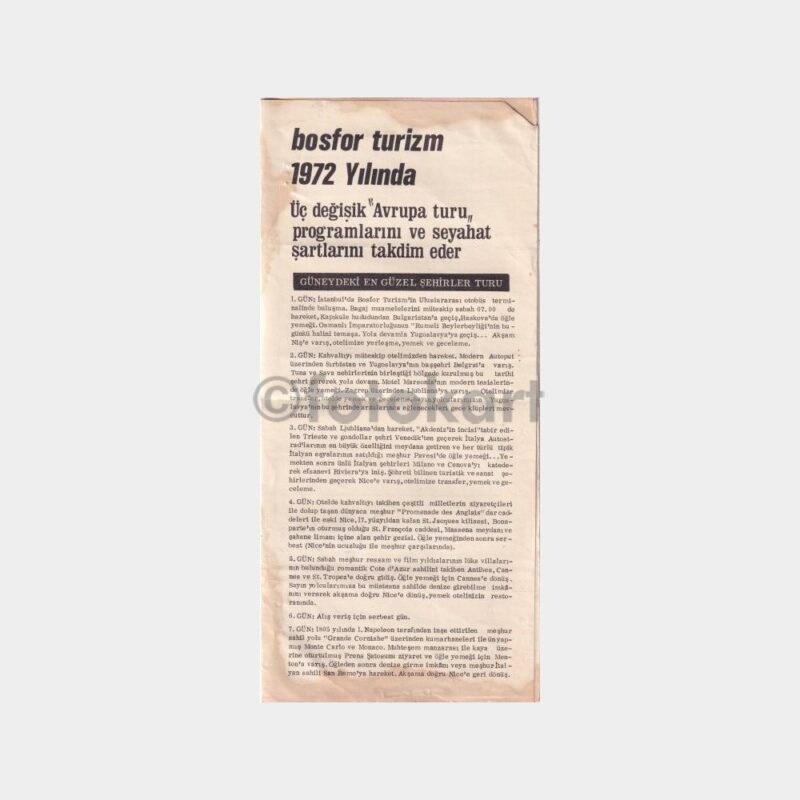 bosfor turizm
1972 Yılında
Üç değişik "Avrupa turu"
programlarını ve seyahat
şartlarını takdim eder
GÜNEYDEKİ EN GÜZEL ŞEHİRLER TURU
1. GÜN: İstanbul'da Bosfor Turizm'in Uluslararası otobüs termi-
nalinde buluşma. Bagaj muamelelerini müteakip sabah 07.00 de
hareket, Kapıkule hududundan Bulgaristan'a geçiş, Haskova'da öğle
yemeği. Osmanlı İmparatorluğunun "Rumeli Beylerbeyliği'nin bu-
günkü halini temaşa. Yola devamla Yugoslavya'ya geçiş... Akşam
Niş'e varış, otelimize yerleşme, yemek ve geceleme.
2. GÜN: Kahvaltıyı müteakip otelimizden hareket. Modern Autoput
üzerinden Sırbistan ve Yugoslavya'nın başşehri Belgrat'a varış.
Tuna ve Sava nehirlerinin birleştiği bölgede kurulmuş bu tarihi
şehri görerek yola devam. Motel Marcona'nın modern tesislerin-
de öğle yemeği. Zagrep üzerinden Ljubliana'ya varış. Otelimize
gece klüpleri mev-
cuttur.
3. GÜN: Sabah Ljubliana'dan hareket. "Akdeniz'in incisi" tabir edi-
len Trieste ve gondollar şehri Venedik'ten geçerek İtalya Autost-
rad'larının en büyük özelliğini meydana getiren ve her türlü tipik
İtalyan eşyalarının satıldığı meşhur Pavesi'de öğle yemeği... Ye-
mekten sonra ünlü İtalyan şehirleri Milano ve Cenova'yı katede-
rek efsanevi Riviera'ya iniş. Şöhreti bilinen turistik ve sanat şe-
hirlerinden geçerek Nice'e varış, otelimize transfer, yemek ve ge-
celeme.
4. GÜN: Otelde kahvaltıyı takiben çeşitli milletlerin ziyaretçileri
ile dolup taşan dünyaca meşhur "Promenade des Anglais" dar cad-
deleri ile eski Nice, 17. yüzyıldan kalan St. Jacques kilisesi, Bona-
parte'ın oturmuş olduğu St. François caddesi, Massena meydanı ve
şahane limanı içine alan şehir gezisi. Öğle yemeğinden sonra ser-
best (Nice'nin ucuzluğu ile meşhur çarşılarında).
5. GÜN: Sabah meşhur ressam ve film yıldızlarının lüks villaları-
nın bulunduğu romantik Cote d'Azur sahilini takiben Antibes, Can-
nes ve St. Tropez'e doğru gidiş. Öğle yemeği için Cannes'e dönüş.
Sayın yolcularımıza bu müstesna sahilde denize girebilme imkâ-
nını vererek akşama doğru Nice'e dönüş, yemek otelinizin resto-
ranında.
6. GÜN: Alış veriş için serbest gün.
7. GÜN: 1805 yılında 1. Napoleon tarafından inşa ettirilen meşhur
sahil yolu "Grande Cornishe" üzerinden kumarhaneleri ile ün yap-
mış Monte Carlo ve Monaco. Muhteşem manzarası ile kaya üze-
rine oturtulmuş Prens Şatosunu ziyaret ve öğle yemeği için Men-
ton'a varış. Öğleden sonra denize girme imkânı veya meşhur İtal-
yan sahili San Remo'ya hareket. Akşama doğru Nice'e geri dönüş.
©fotokart